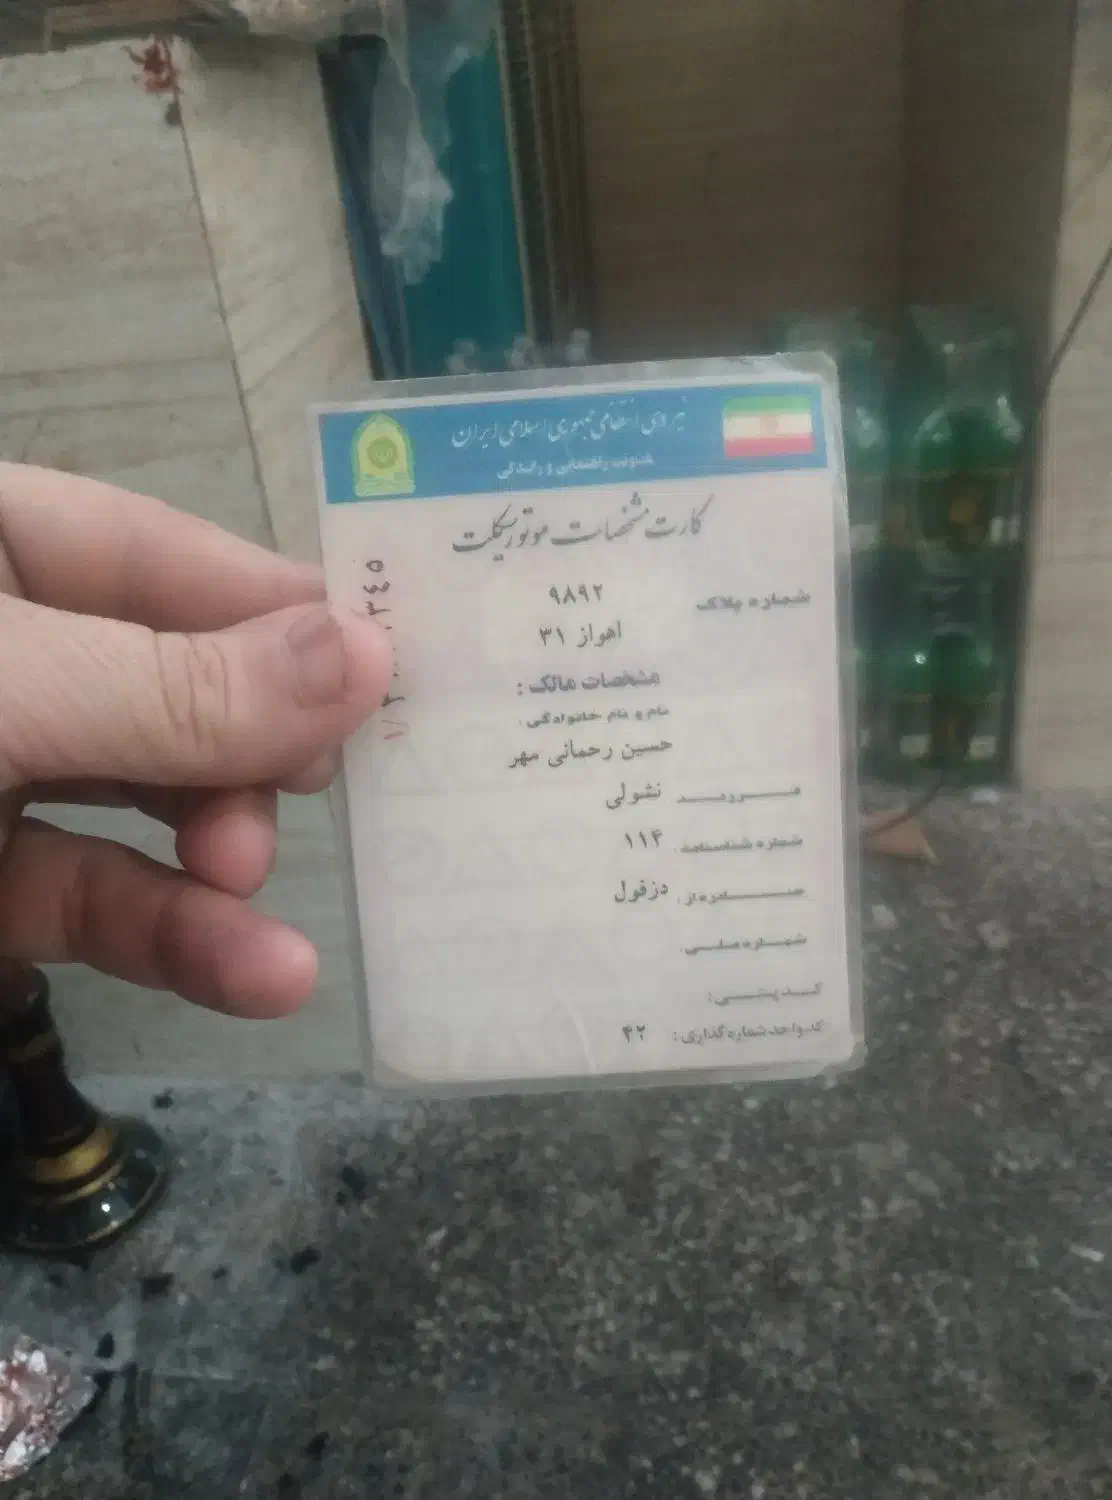 نیروی انتظامی جمهوری اسلامی ایران
معاونت راهنمایی و رانندگی
کارت مشخصات موتورسیکلت
شماره پلاک ۹۸۹۲
اهواز ۳۱
مشخصات مالک :
نام و نام خانوادگی :
حسین رحمانی مهر
فرزند نشولی
شماره شناسنامه ۱۱۴
صادره از : دزفول
شماره ملی
کد پستی :
کد واحد شماره گذاری : ۴۲